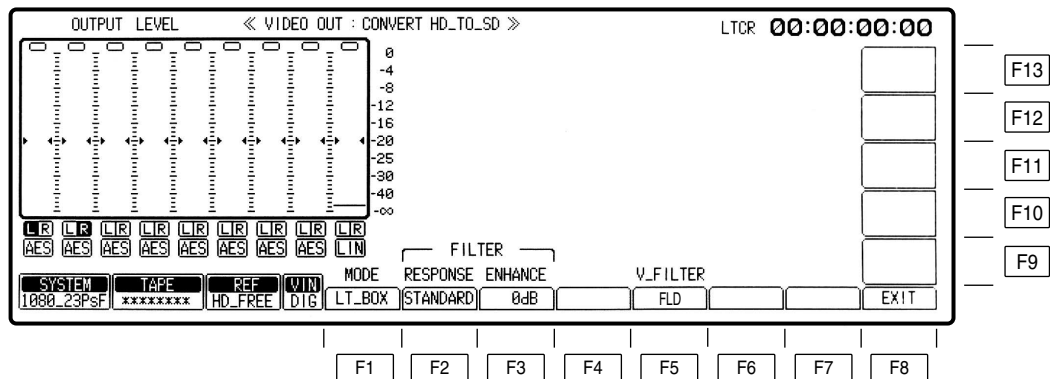 OUTPUT LEVEL ≪ VIDEO OUT : CONVERT HD_TO_SD ≫ LTCR 00:00:00:00
0
-4
-8
-12
-16
-20
-25
-30
-40
-∞
F13
F12
F11
F10
F9
L R L R L R L R L R L R L R L R L R
AES AES AES AES AES AES AES AES LIN
FILTER
MODE RESPONSE ENHANCE V_FILTER
SYSTEM TAPE REF VIN
1080_23PsF ******** HD_FREE DIG LT_BOX STANDARD 0dB FLD EXIT
F1 F2 F3 F4 F5 F6 F7 F8